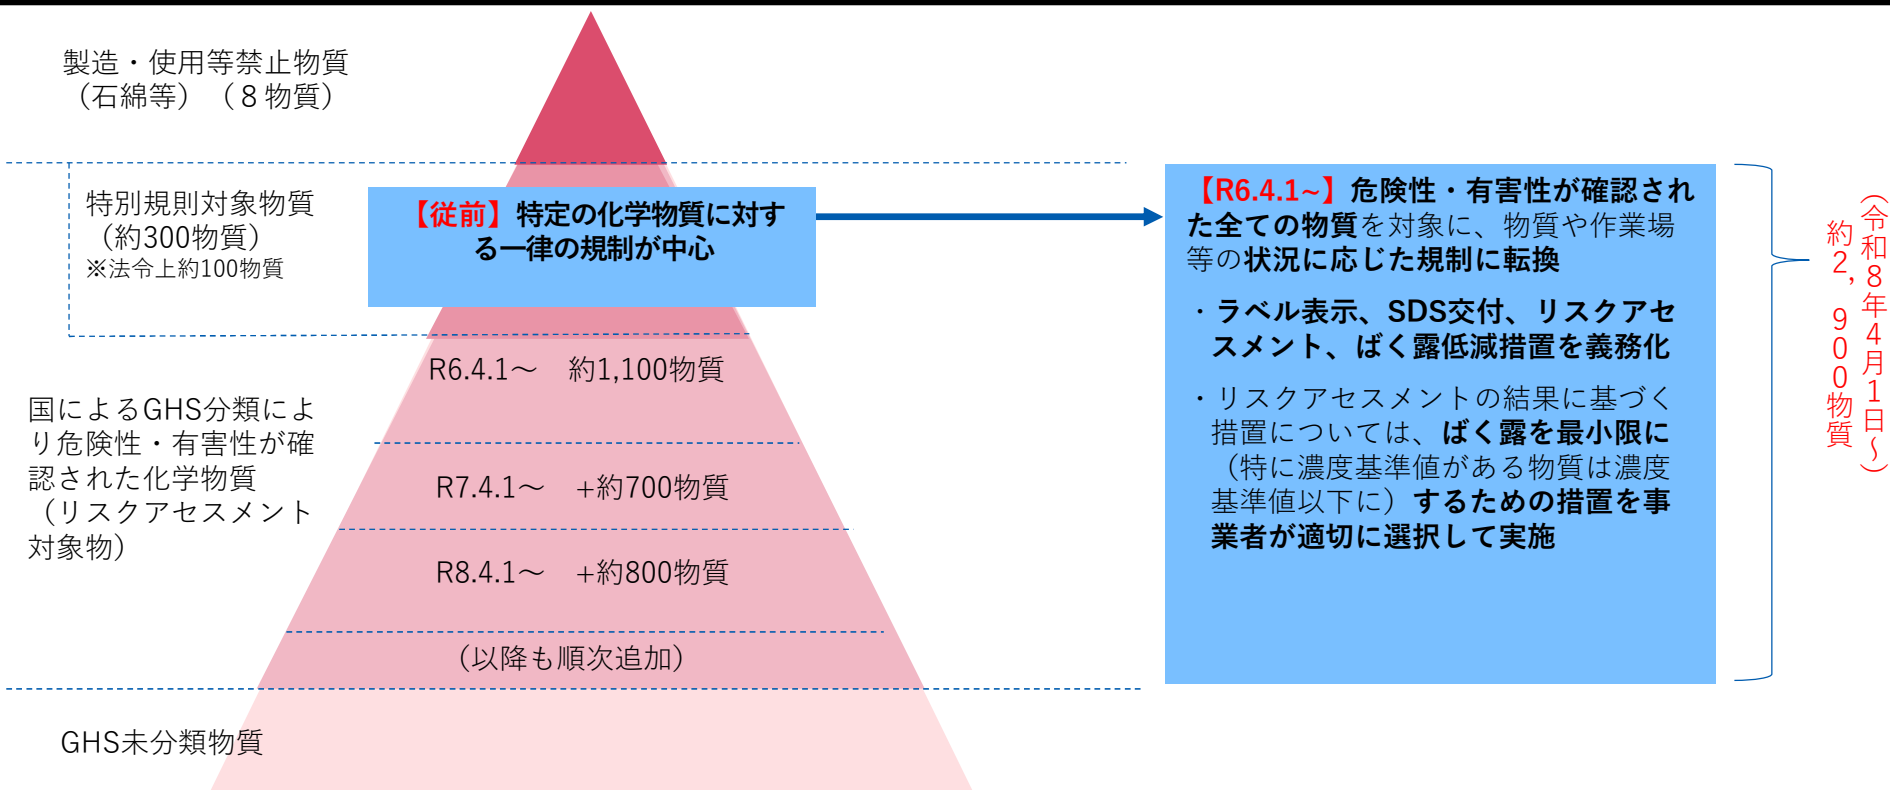 製造・使用等禁止物質
（石綿等）（８物質）
特別規則対象物質
（約300物質）
※法令上約100物質
【従前】特定の化学物質に対す
る一律の規制が中心
R6.4.1～　約1,100物質
国によるGHS分類によ
り危険性・有害性が確
認された化学物質
（リスクアセスメント
対象物）
R7.4.1～　+約700物質
R8.4.1～　+約800物質
（以降も順次追加）
GHS未分類物質
【R6.4.1~】危険性・有害性が確認され
た全ての物質を対象に、物質や作業場
等の状況に応じた規制に転換
・ラベル表示、SDS交付、リスクアセ
スメント、ばく露低減措置を義務化
・リスクアセスメントの結果に基づく
措置については、ばく露を最小限に
（特に濃度基準値がある物質は濃度
基準値以下に）するための措置を事
業者が適切に選択して実施
（令和８年４月１日～）
約２，９００物質